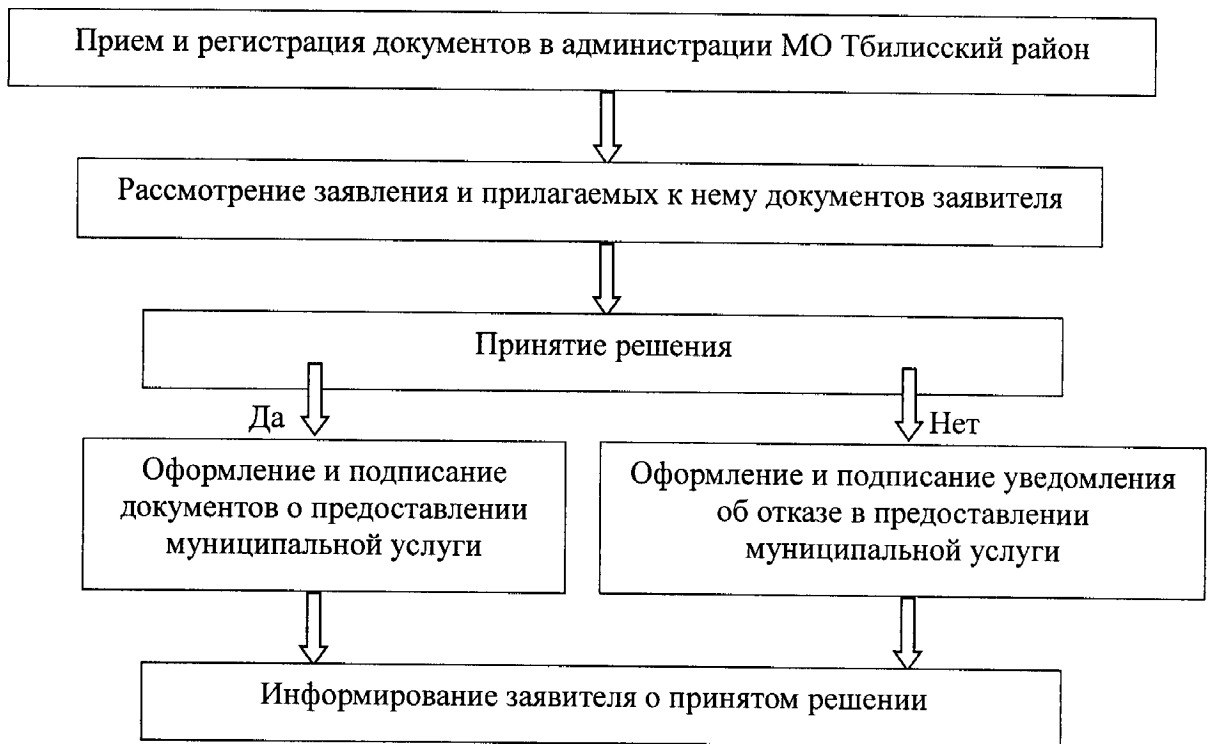 Прием и регистрация документов в администрации МО Тбилисский район
Рассмотрение заявления и прилагаемых к нему документов заявителя
Принятие решения
Да
Нет
Оформление и подписание
документов о предоставлении
муниципальной услуги
Оформление и подписание уведомления
об отказе в предоставлении
муниципальной услуги
Информирование заявителя о принятом решении